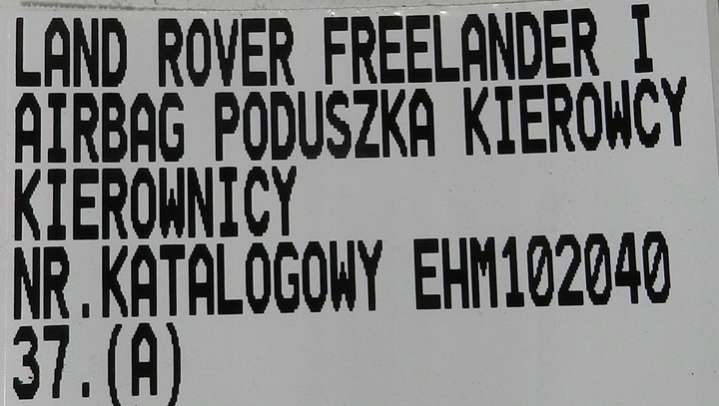 LAND ROVER FREELANDER I
AIRBAG PODUSZKA KIEROWCY
KIEROWNICY
NR.KATALOGOWY EHM102040
37.(A)